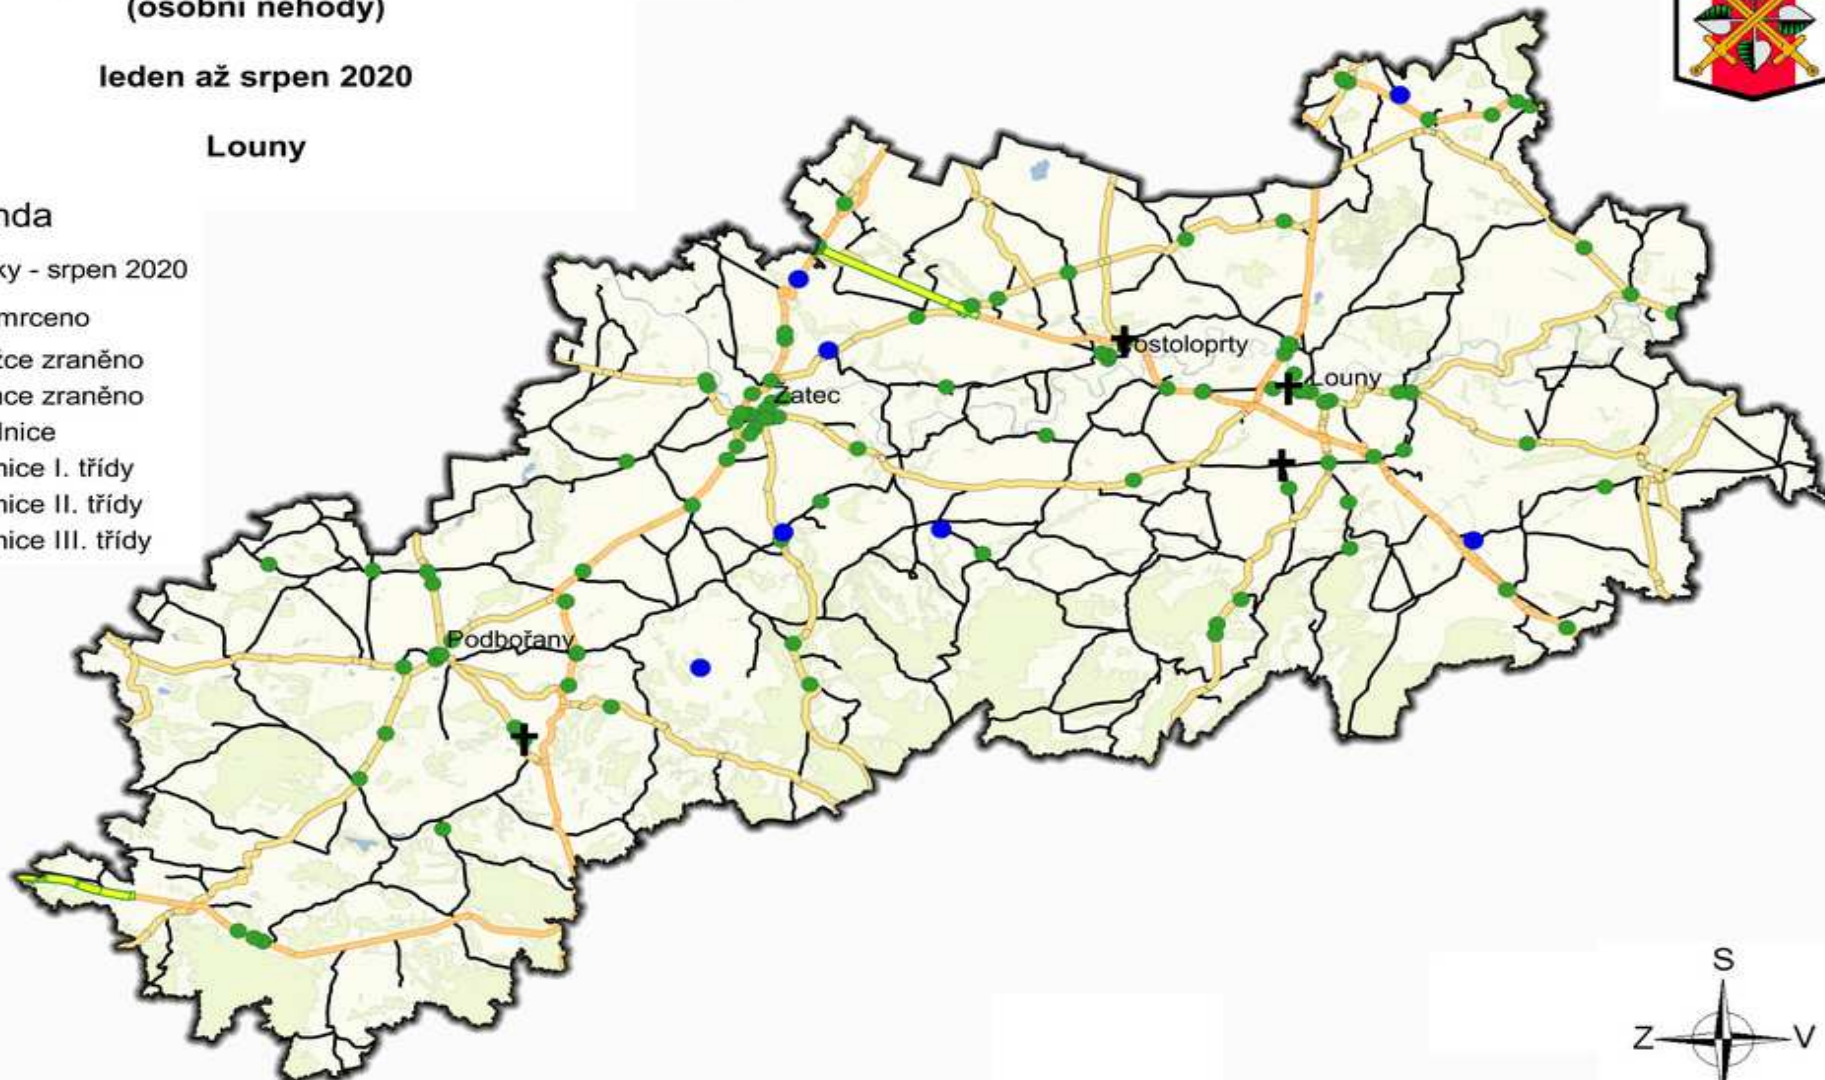 (osobní nehody)
leden až srpen 2020
Louny
nda
ky - srpen 2020
mrceno
žce zraněno
hce zraněno
lnice
nice I. třídy
nice II. třídy
nice III. třídy
ostoloprty
Louny
Žatec
Podbořany
S
Z
V